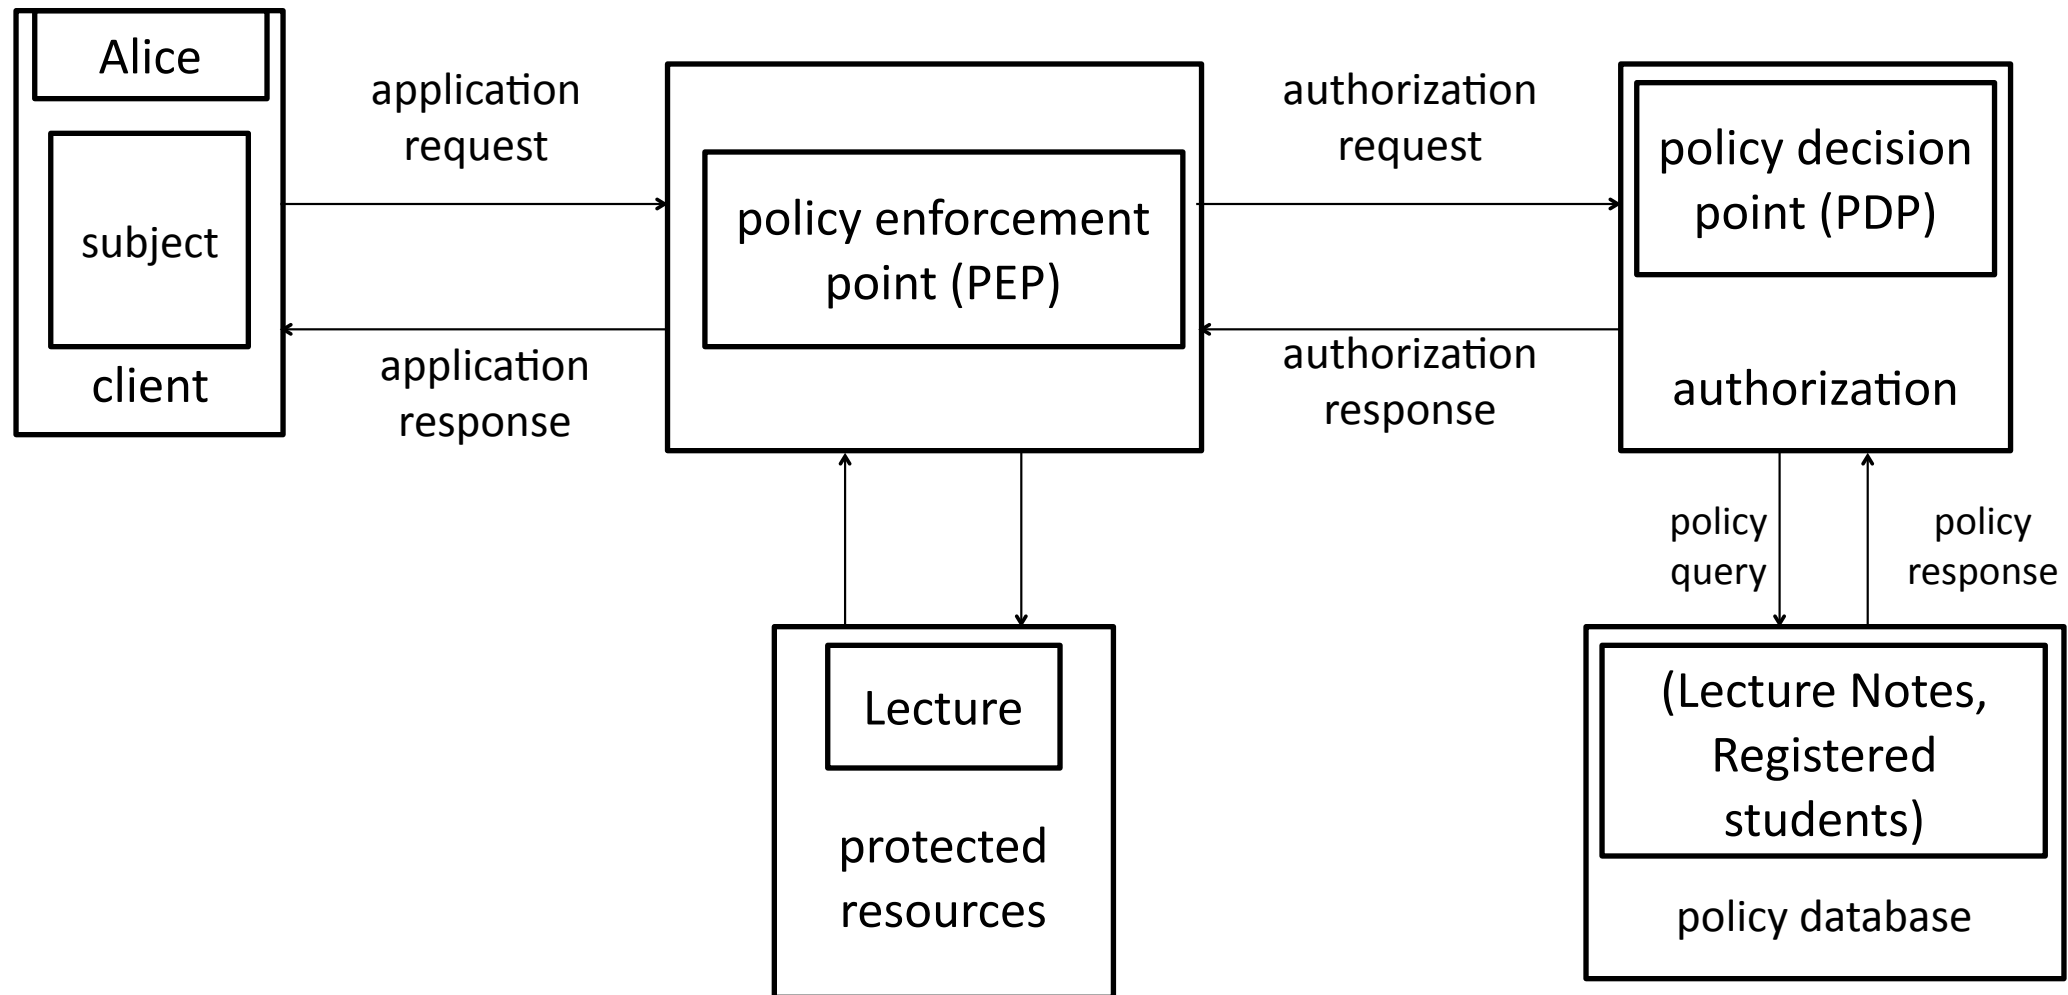 Alice
subject
client
application
request
application
response
policy enforcement
point (PEP)
authorization
request
authorization
response
policy decision
point (PDP)
authorization
policy
query
policy
response
Lecture
protected
resources
(Lecture Notes,
Registered
students)
policy database